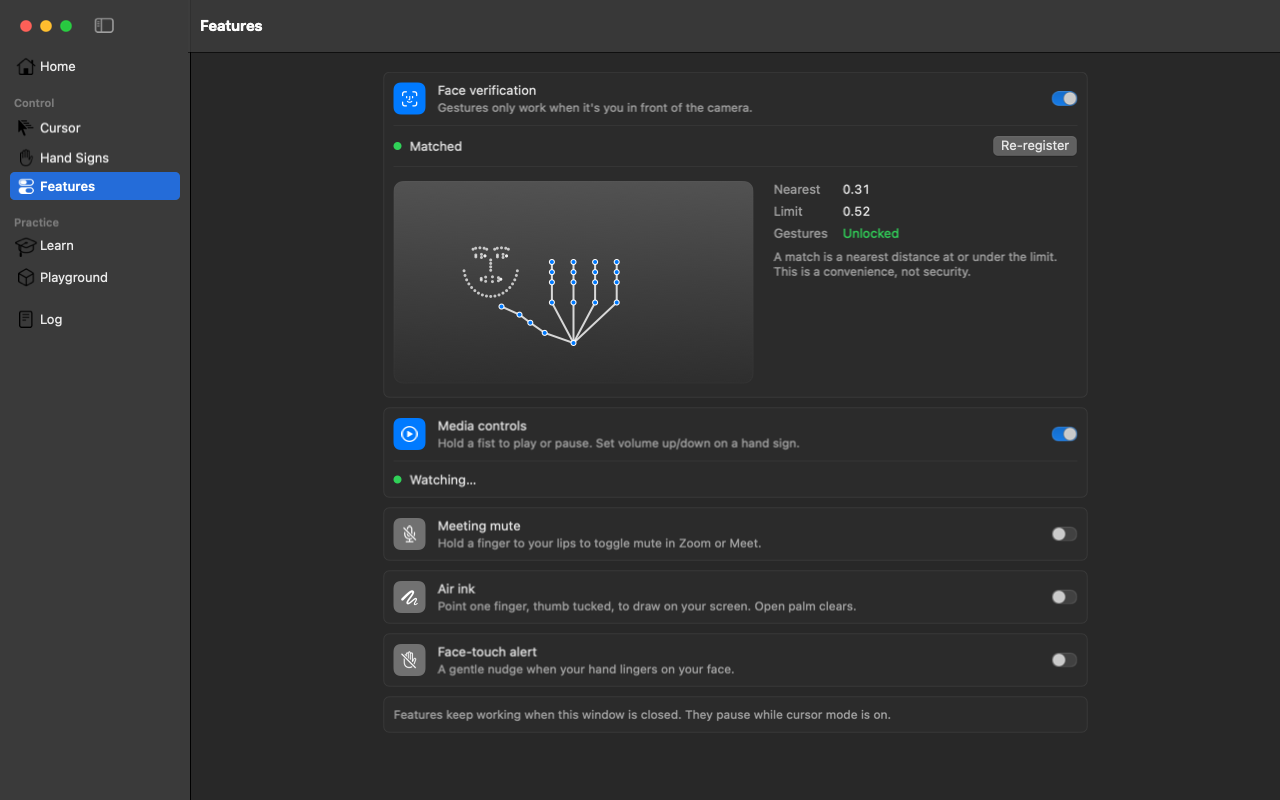 Features
Home
Control
Cursor
Hand Signs
Features
Practice
Learn
Playground
Log
Face verification
Gestures only work when it's you in front of the camera.
Matched
Re-register
Nearest 0.31
Limit 0.52
Gestures Unlocked
A match is a nearest distance at or under the limit.
This is a convenience, not security.
Media controls
Hold a fist to play or pause. Set volume up/down on a hand sign.
Watching...
Meeting mute
Hold a finger to your lips to toggle mute in Zoom or Meet.
Air ink
Point one finger, thumb tucked, to draw on your screen. Open palm clears.
Face-touch alert
A gentle nudge when your hand lingers on your face.
Features keep working when this window is closed. They pause while cursor mode is on.